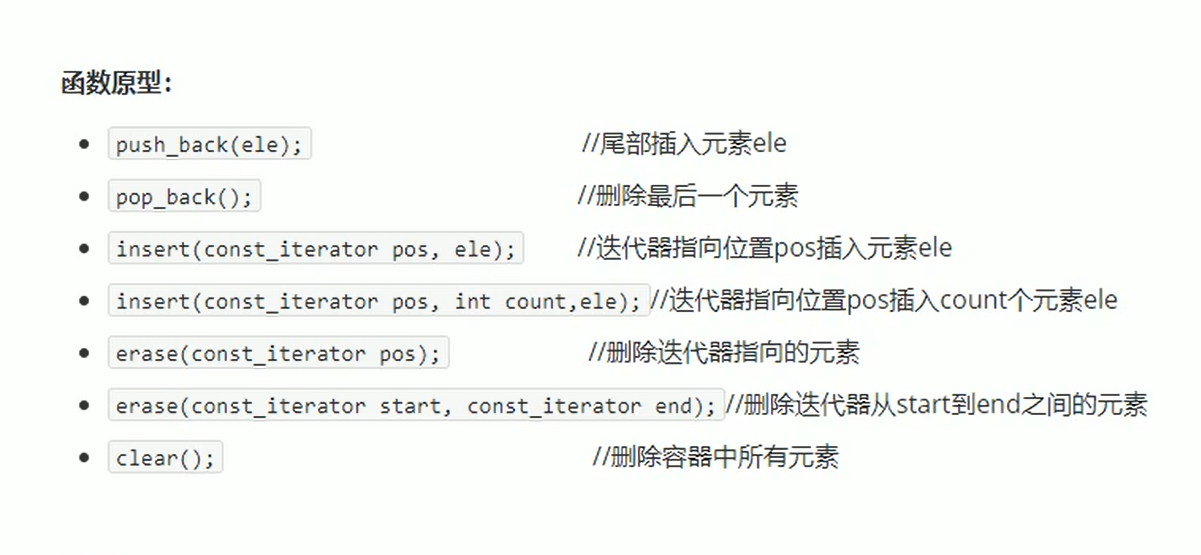 函数原型：
push_back(ele); //尾部插入元素ele
pop_back(); //删除最后一个元素
insert(const_iterator pos, ele); //迭代器指向位置pos插入元素ele
insert(const_iterator pos, int count,ele); //迭代器指向位置pos插入count个元素ele
erase(const_iterator pos); //删除迭代器指向的元素
erase(const_iterator start, const_iterator end); //删除迭代器从start到end之间的元素
clear(); //删除容器中所有元素